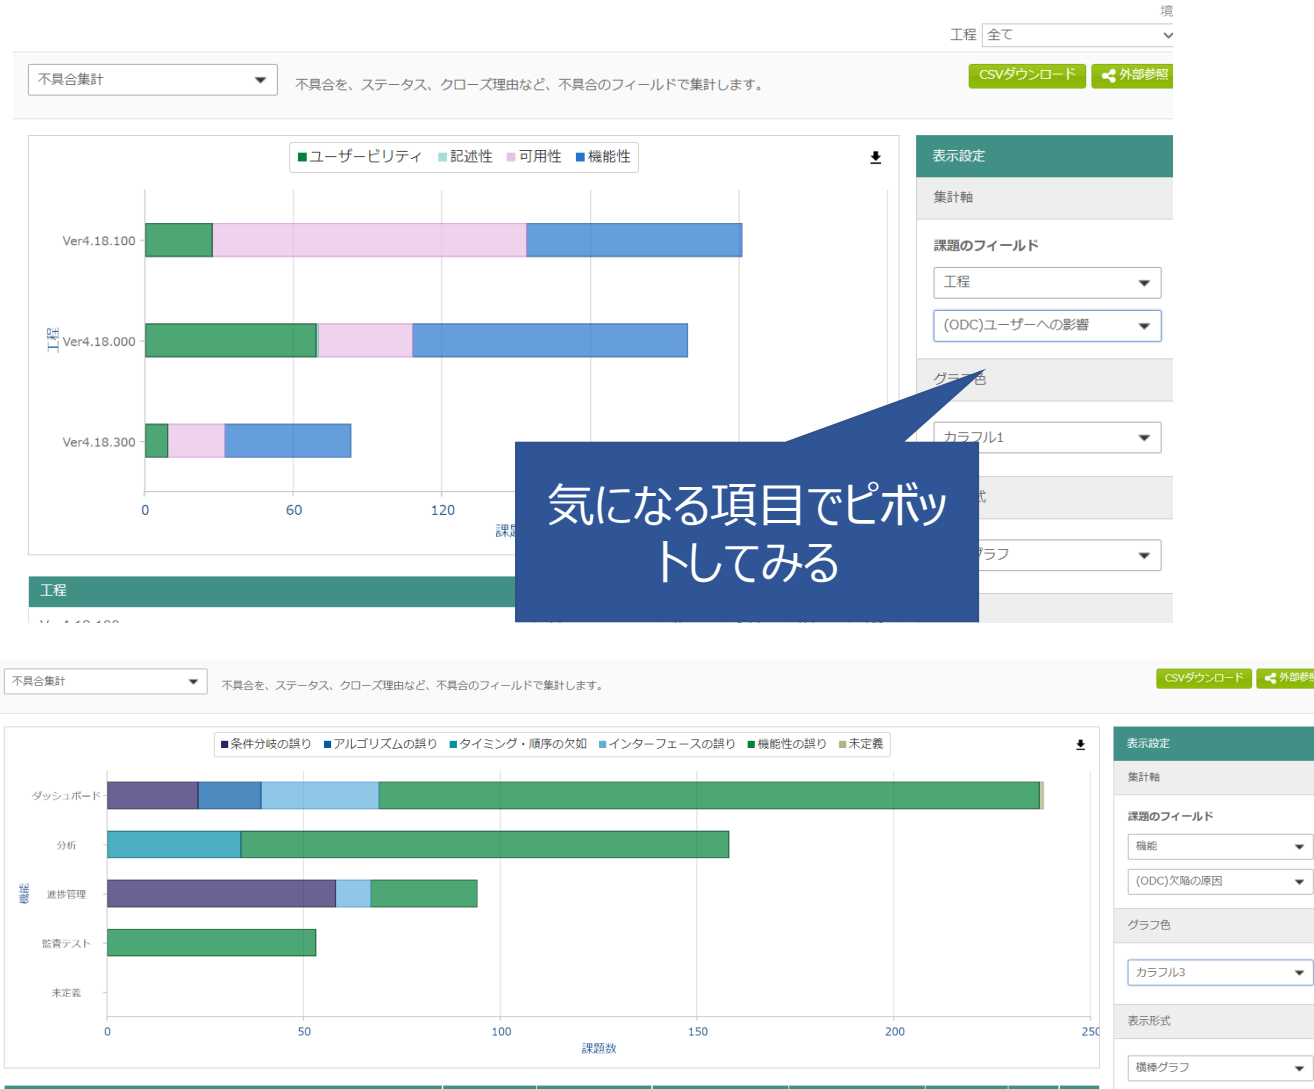 境
工程 全て
不具合集計
不具合を、ステータス、クローズ理由など、不具合のフィールドで集計します。
CSVダウンロード
外部参照
ユーザービリティ 記述性 可用性 機能性
表示設定
集計軸
課題のフィールド
工程
(ODC)ユーザーへの影響
グラフ色
カラフル1
式
グラフ
Ver4.18.100
Ver4.18.000
Ver4.18.300
工程
0 60 120
課題
気になる項目でピボッ
トしてみる
工程
不具合集計
不具合を、ステータス、クローズ理由など、不具合のフィールドで集計します。
CSVダウンロード
外部参照
条件分岐の誤り アルゴリズムの誤り タイミング・順序の欠如 インターフェースの誤り 機能性の誤り 未定義
表示設定
集計軸
課題のフィールド
機能
(ODC)欠陥の原因
グラフ色
カラフル3
表示形式
横棒グラフ
ダッシュボード
分析
進捗管理
監査テスト
未定義
機能
0 50 100 150 200 250
課題数